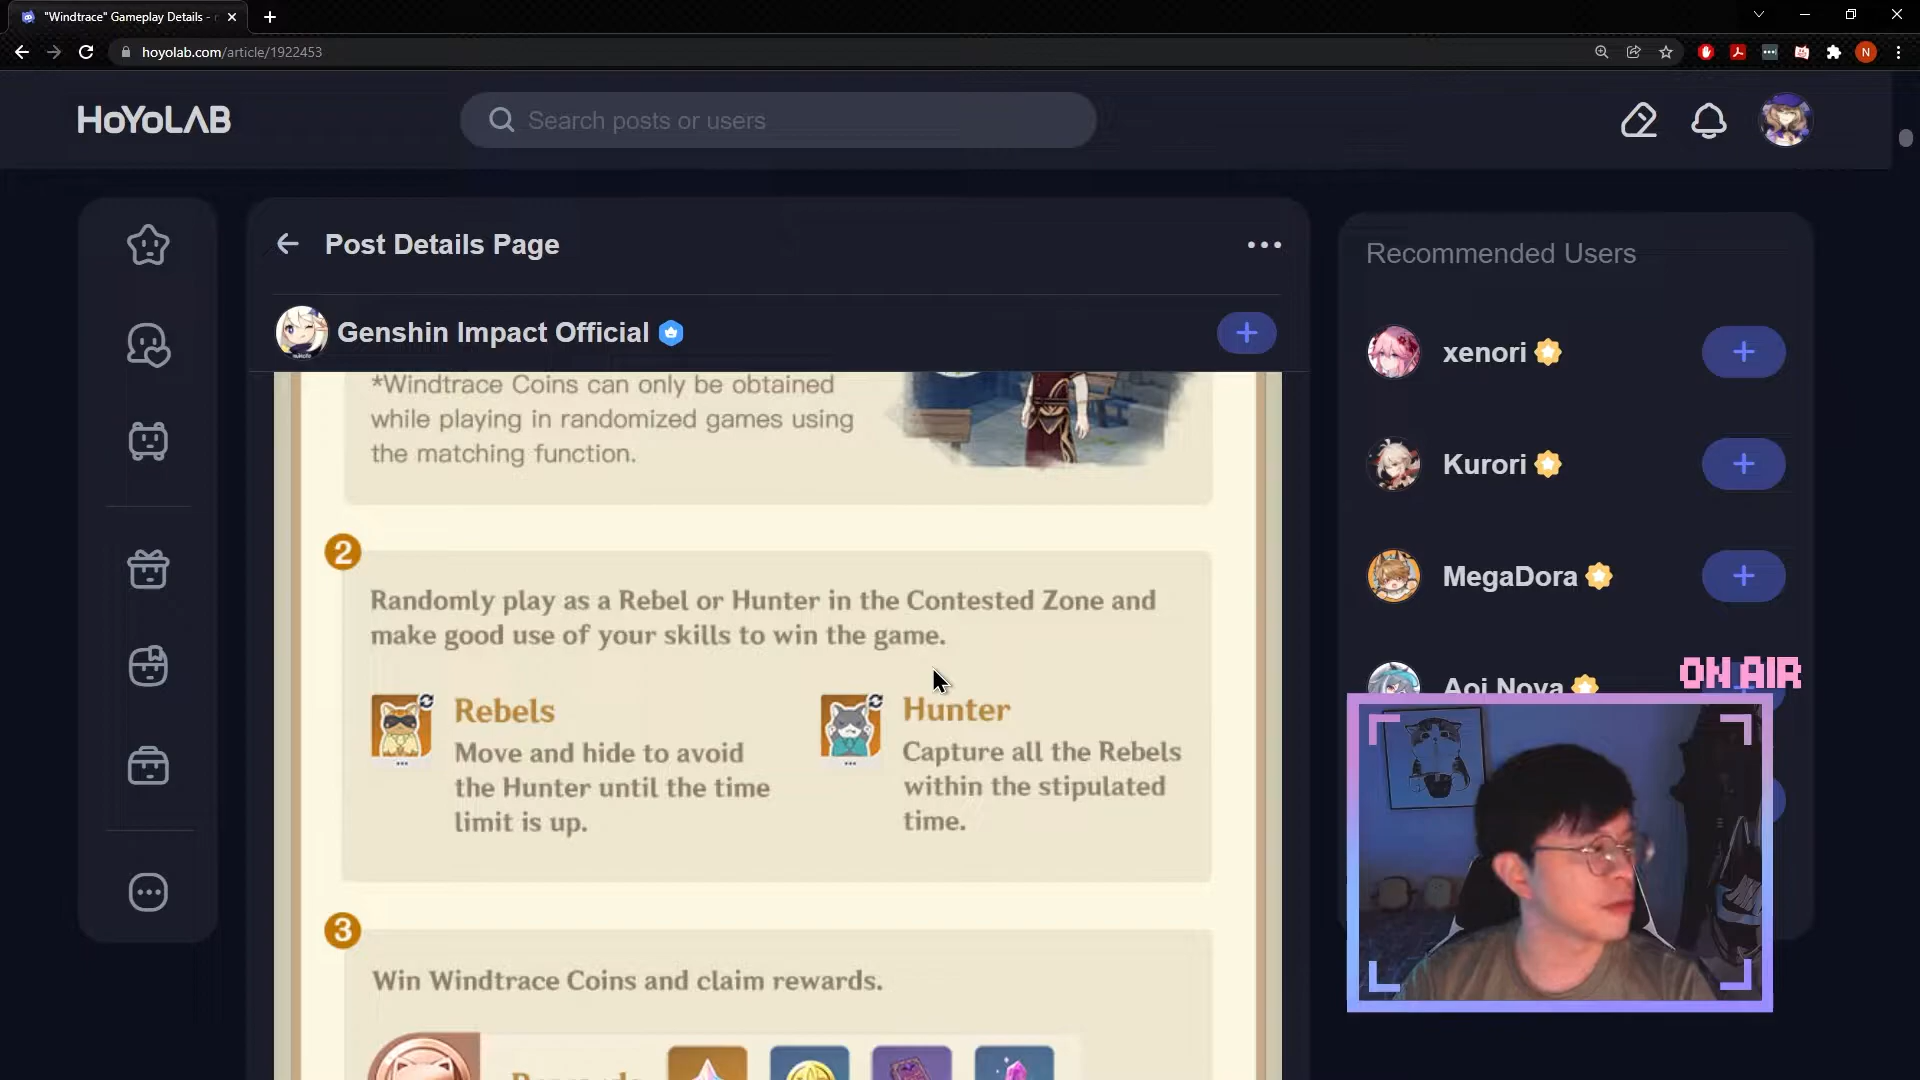 "Windtrace" Gameplay Details -
hoyolab.com/article/1922453
N
HoYoLAB
Search posts or users
Post Details Page
Genshin Impact Official
*Windtrace Coins can only be obtained
while playing in randomized games using
the matching function.
2
Randomly play as a Rebel or Hunter in the Contested Zone and
make good use of your skills to win the game.
Rebels
Move and hide to avoid
the Hunter until the time
limit is up.
Hunter
Capture all the Rebels
within the stipulated
time.
3
Win Windtrace Coins and claim rewards.
Rewards
Recommended Users
xenori
Kurori
MegaDora
Aoi Nova
ON AIR